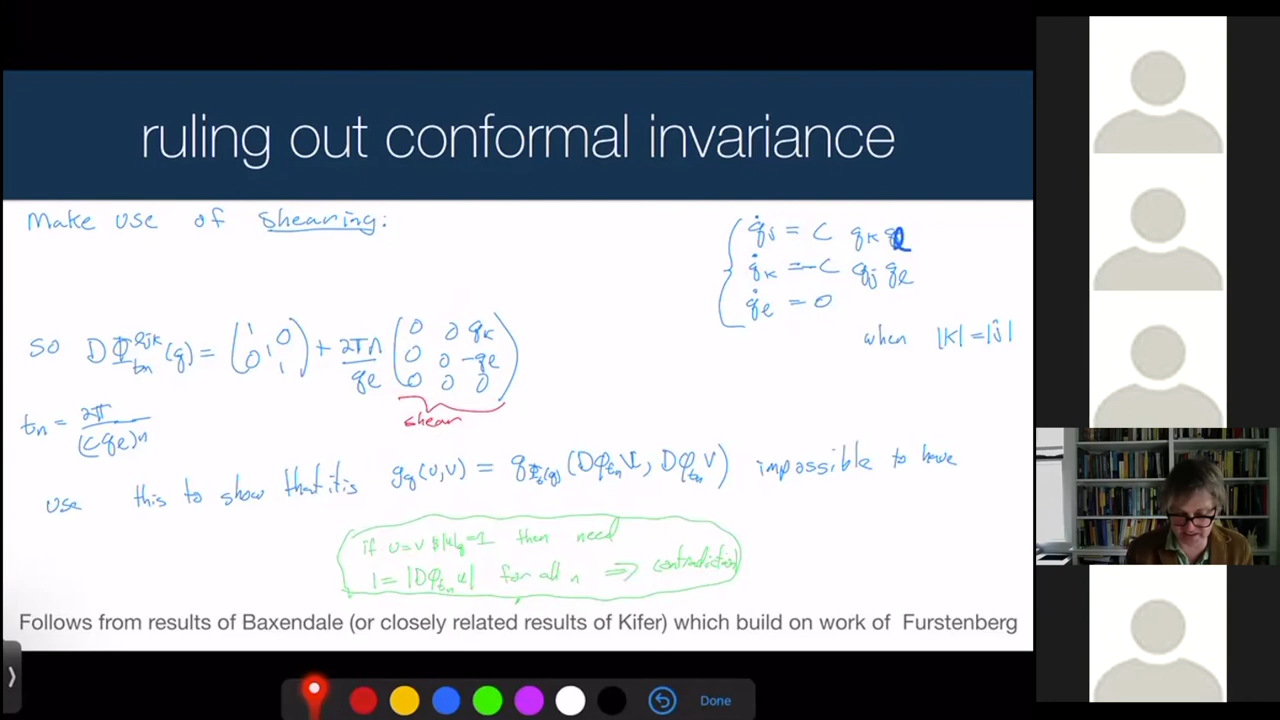 ruling out conformal invariance
Make use of shearing:
q̇j = C qk qℓ
q̇k = -C qj qℓ
q̇ℓ = 0
when |k| = |j|
So DΦ^{ℓjk}_{tn}(q) = (1 0 1 0 1) + 2πn/qℓ (0 0 qk
0 0 -qℓ
0 0 0)
shear
tn = 2π/(Cqℓ) n
use this to show that it is gq(u,v) = gΦt(q)(Dφtn u, Dφtn v) impossible to have
if u=v & |u|q=1 then need
1 = |Dφtn u| for all n ⇒ contradiction
Follows from results of Baxendale (or closely related results of Kifer) which build on work of Furstenberg
Done